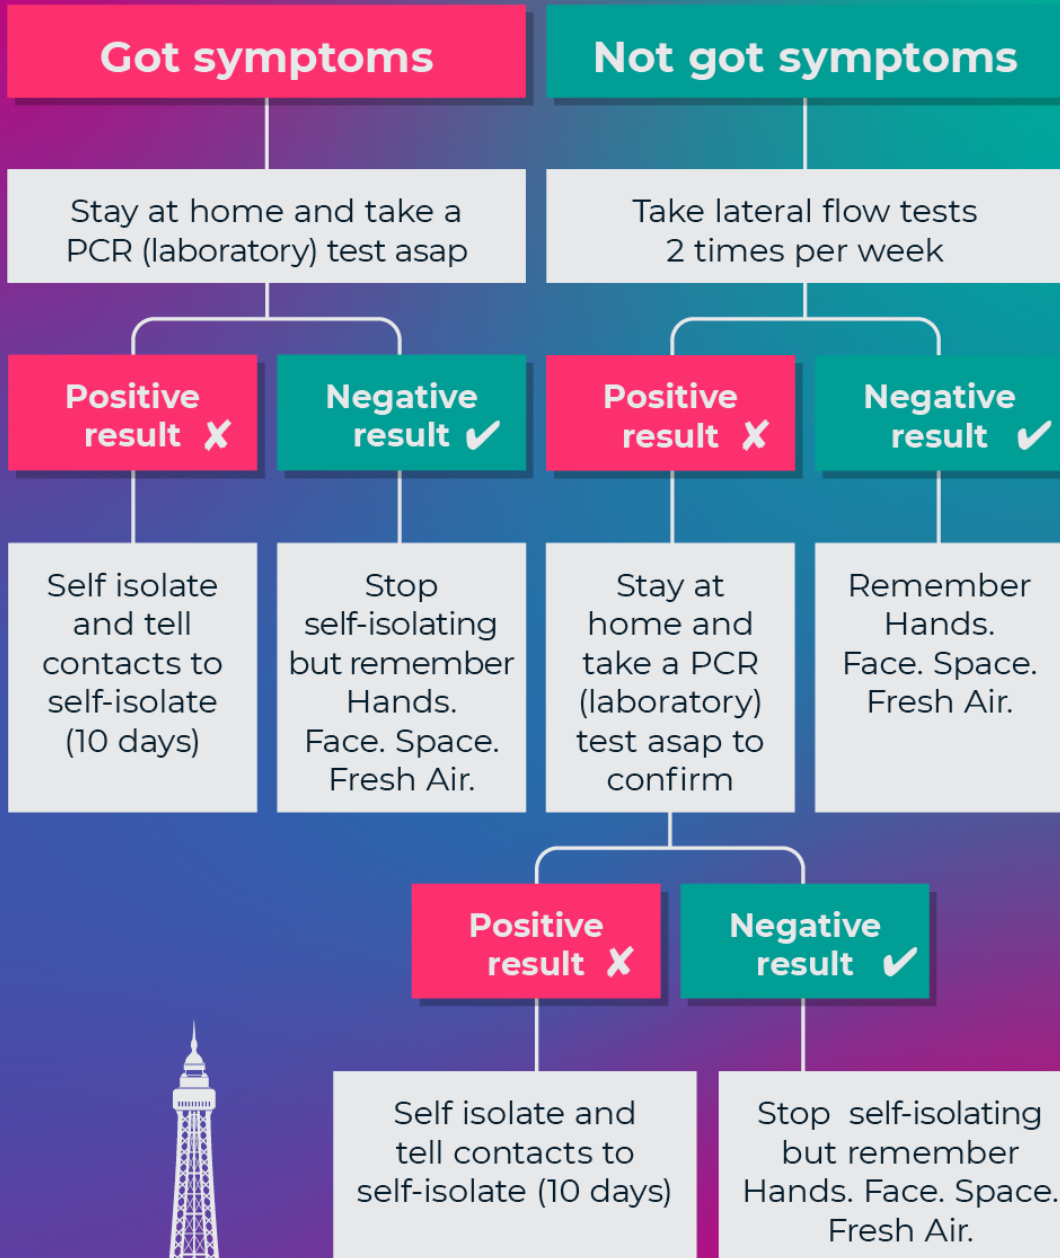 Got symptoms
Not got symptoms
Stay at home and take a
PCR (laboratory) test asap
Take lateral flow tests
2 times per week
Positive
result ✘
Negative
result ✔
Positive
result ✘
Negative
result ✔
Self isolate
and tell
contacts to
self-isolate
(10 days)
Stop
self-isolating
but remember
Hands.
Face. Space.
Fresh Air.
Stay at
home and
take a PCR
(laboratory)
test asap to
confirm
Remember
Hands.
Face. Space.
Fresh Air.
Positive
result ✘
Negative
result ✔
Self isolate and
tell contacts to
self-isolate (10 days)
Stop self-isolating
but remember
Hands. Face. Space.
Fresh Air.